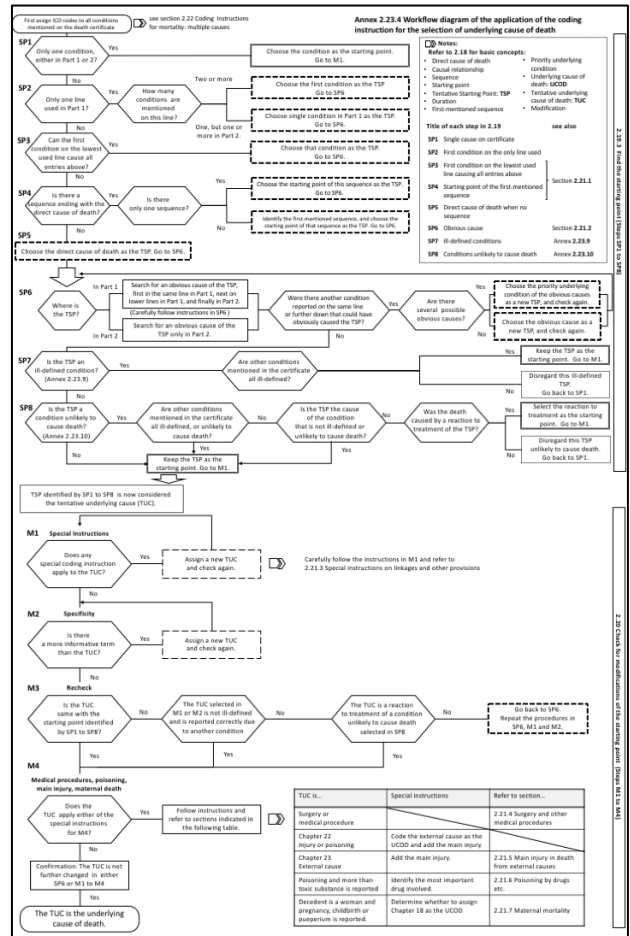 First assign ICD codes to all conditions
mentioned on the death certificate
see section 2.22 Coding Instructions
for mortality: multiple causes
Annex 2.23.4 Workflow diagram of the application of the coding
instruction for the selection of underlying cause of death
SP1
Only one condition,
either in Part 1 or 2?
Yes
Choose the condition as the starting point.
Go to M1.
No
SP2
Only one line
used in Part 1?
Yes
How many
conditions are
mentioned
on this line?
Two or more
Choose the first condition as the TSP
Go to SP6
One, but one or
more in Part 2.
Choose single condition in Part 1 as the TSP.
Go to SP6.
No
SP3
Can the first
condition on the lowest
used line cause all
entries above?
Yes
Choose that condition as the TSP.
Go to SP6.
No
SP4
Is there a
sequence ending with the
direct cause of death?
Yes
Is there
only one sequence?
Yes
Choose the starting point of this sequence as the TSP.
Go to SP6.
No
Identify the first-mentioned sequence, and choose the
starting point of that sequence as the TSP. Go to SP6.
No
SP5
Choose the direct cause of death as the TSP. Go to SP6.
Notes:
Refer to 2.18 for basic concepts:
• Direct cause of death
• Causal relationship
• Sequence
• Starting point
• Tentative Starting Point: TSP
• Duration
• First-mentioned sequence
• Priority underlying
condition
• Underlying cause of
death: UCOD
• Tentative underlying
cause of death: TUC
• Modification
Title of each step in 2.19
see also
SP1 Single cause on certificate
SP2 First condition on the only line used
SP3 First condition on the lowest used
line causing all entries above
SP4 Starting point of the first-mentioned
sequence
Section 2.21.1
SP5 Direct cause of death when no
sequence
SP6 Obvious cause
Section 2.21.2
SP7 Ill-defined conditions
Annex 2.23.9
SP8 Conditions unlikely to cause death
Annex 2.23.10
2.19.3 Find the starting point (Steps SP1 to SP8)
SP6
Where is
the TSP?
In Part 1
Search for an obvious cause of the TSP,
first in the same line in Part 1, next on
lower lines in Part 1, and finally in Part 2.
(Carefully follow instructions in SP6 )
In Part 2
Search for an obvious cause of the
TSP only in Part 2.
Were there another condition
reported on the same line
or further down that could have
obviously caused the TSP?
Yes
Are there
several possible
obvious causes?
Yes
Choose the priority underlying
condition of the obvious causes
as a new TSP, and check again.
No
Choose the obvious cause as a
new TSP, and check again.
No
SP7
Is the TSP an
ill-defined condition?
(Annex 2.23.9)
Yes
Are other conditions
mentioned in the certificate
all ill-defined?
Yes
Keep the TSP as the
starting point. Go to M1.
No
Disregard this ill-defined
TSP.
Go back to SP1.
No
SP8
Is the TSP a
condition unlikely to
cause death?
(Annex 2.23.10)
Yes
Are other conditions
mentioned in the certificate
all ill-defined, or unlikely to
cause death?
No
Is the TSP the cause
of the condition
that is not ill-defined or
unlikely to cause death?
No
Was the death
caused by a reaction to
treatment of the TSP?
Yes
Select the reaction to
treatment as the starting
point. Go to M1.
No
Disregard this TSP
unlikely to cause death.
Go back to SP1.
No
Yes
Yes
Keep the TSP as the
starting point. Go to M1.
TSP identified by SP1 to SP8 is now considered
the tentative underlying cause (TUC).
M1 Special Instructions
Does any
special coding instruction
apply to the TUC?
Yes
Assign a new TUC
and check again.
Carefully follow the instructions in M1 and refer to
2.21.3 Special instructions on linkages and other provisions
No
M2 Specificity
Is there
a more informative term
than the TUC?
Yes
Assign a new TUC
and check again.
No
M3 Recheck
Is the TUC
same with the
starting point identified
by SP1 to SP8?
No
The TUC selected in
M1 or M2 is not ill-defined
and is reported correctly due
to another condition
No
The TUC is a reaction
to treatment of a condition
unlikely to cause death
selected in SP8
No
Go back to SP6.
Repeat the procedures in
SP6, M1 and M2.
Yes
Yes
Yes
2.20 Check for modifications of the starting point (Steps M1 to M4)
M4
Medical procedures, poisoning,
main injury, maternal death
Does the
TUC apply either of the
special instructions
for M4?
Yes
Follow instructions and
refer to sections indicated in
the following table.
No
Confirmation: The TUC is not
further changed in either
SP6 or M1 to M4
Yes
The TUC is the underlying
cause of death.
TUC is...
Special instructions
Refer to section...
Surgery or
medical procedure
2.21.4 Surgery and other
medical procedures
Chapter 22
Injury or poisoning
Code the external cause as the
UCOD and add the main injury
Chapter 23
External cause
Add the main injury.
2.21.5 Main injury in death
from external causes
Poisoning and more than
toxic substance is reported
Identify the most important
drug involved.
2.21.6 Poisoning by drugs
etc.
Decedent is a woman and
pregnancy, childbirth or
pueperium is reported.
Determine whether to assign
Chapter 18 as the UCOD
2.21.7 Maternal mortality